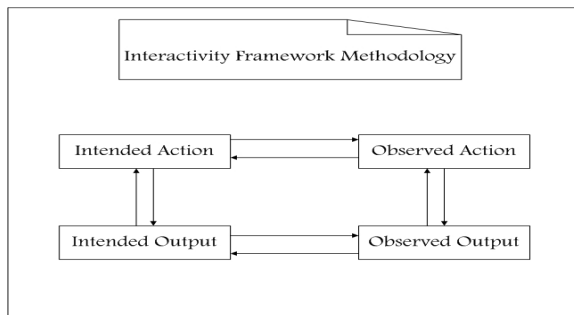 Interactivity Framework Methodology
Intended Action
Observed Action
Intended Output
Observed Output